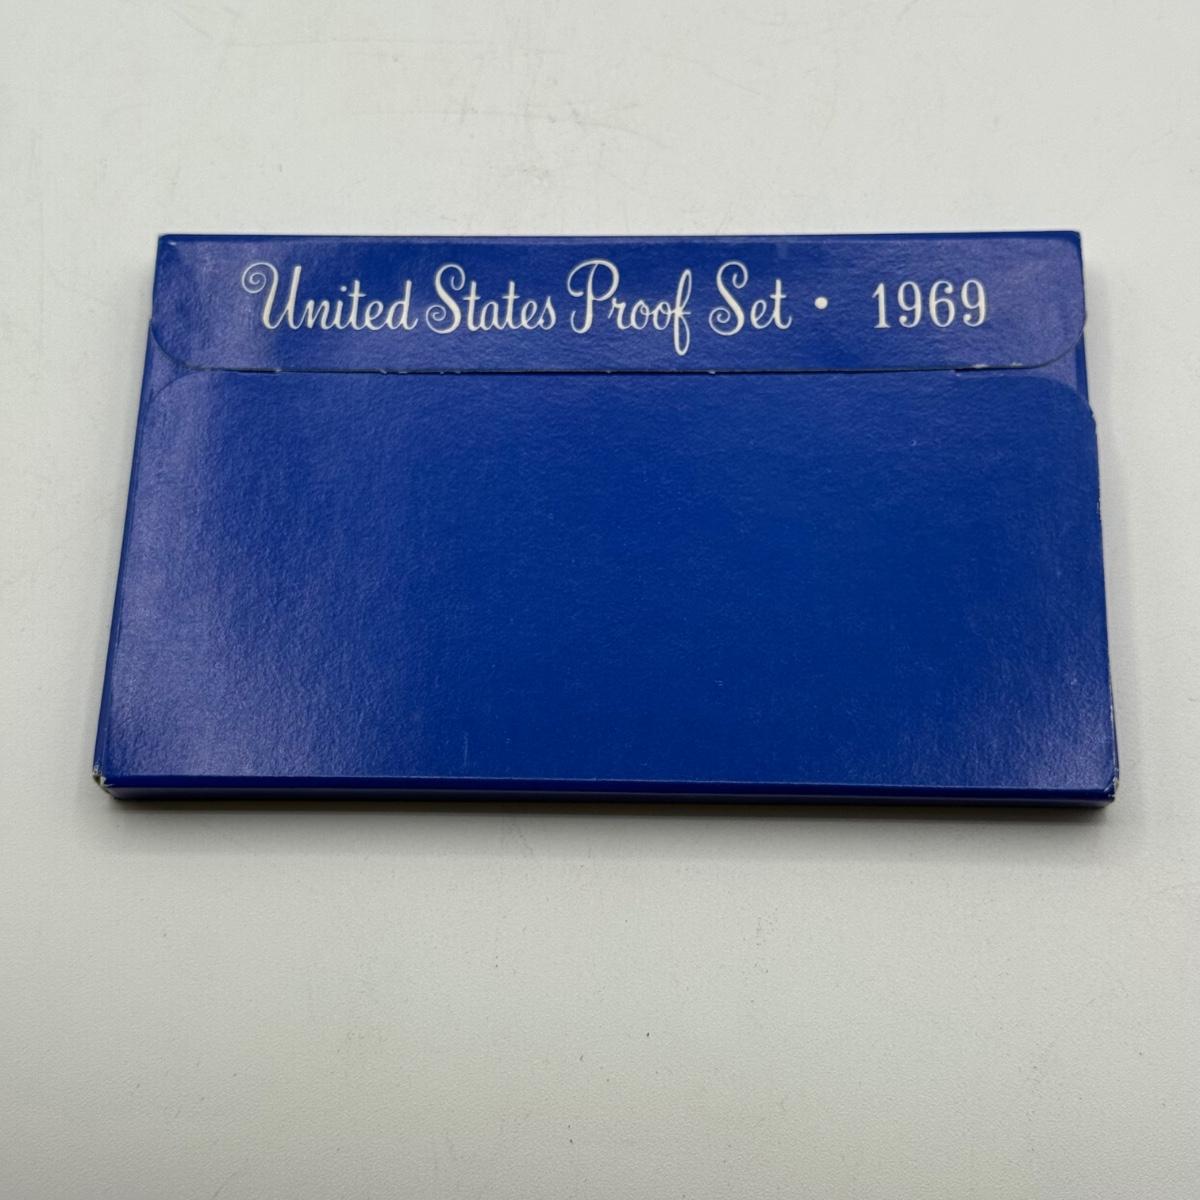 United States Proof Set • 1969